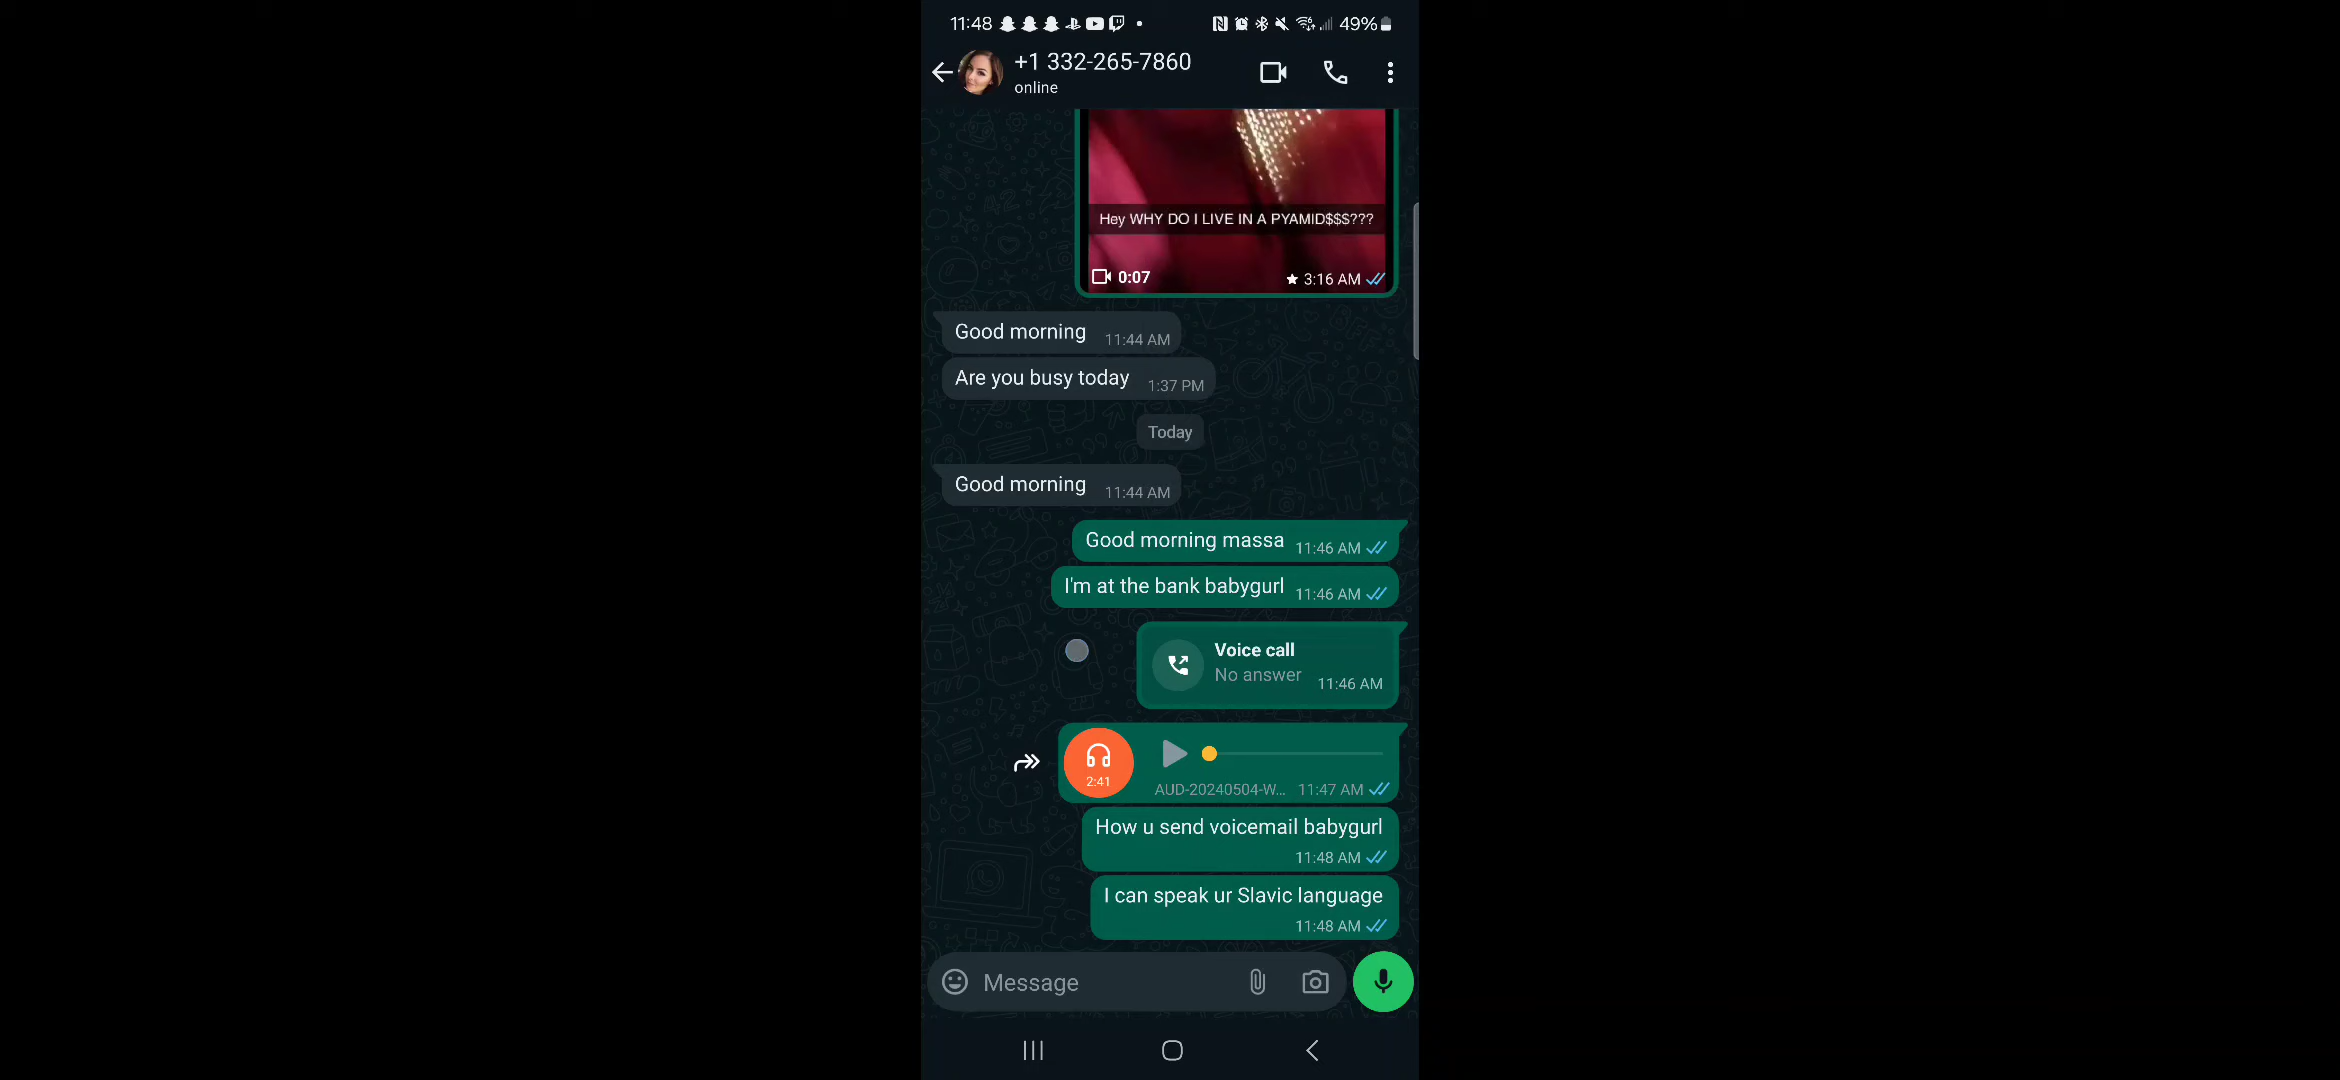 11:48 49%
+1 332-265-7860
online
Hey WHY DO I LIVE IN A PYAMID$$$???
0:07 3:16 AM
Good morning 11:44 AM
Are you busy today 1:37 PM
Today
Good morning 11:44 AM
Good morning massa 11:46 AM
I'm at the bank babygurl 11:46 AM
Voice call
No answer 11:46 AM
2:41
AUD-20240504-W... 11:47 AM
How u send voicemail babygurl
11:48 AM
I can speak ur Slavic language
11:48 AM
Message